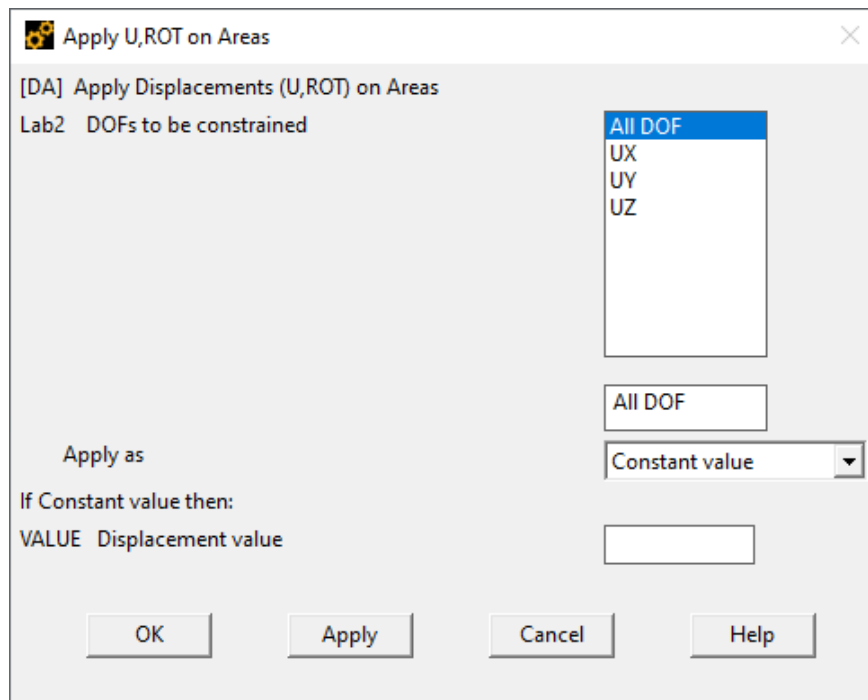 Apply U,ROT on Areas
[DA] Apply Displacements (U,ROT) on Areas
Lab2 DOFs to be constrained
All DOF
UX
UY
UZ
All DOF
Apply as Constant value
If Constant value then:
VALUE Displacement value
OK Apply Cancel Help